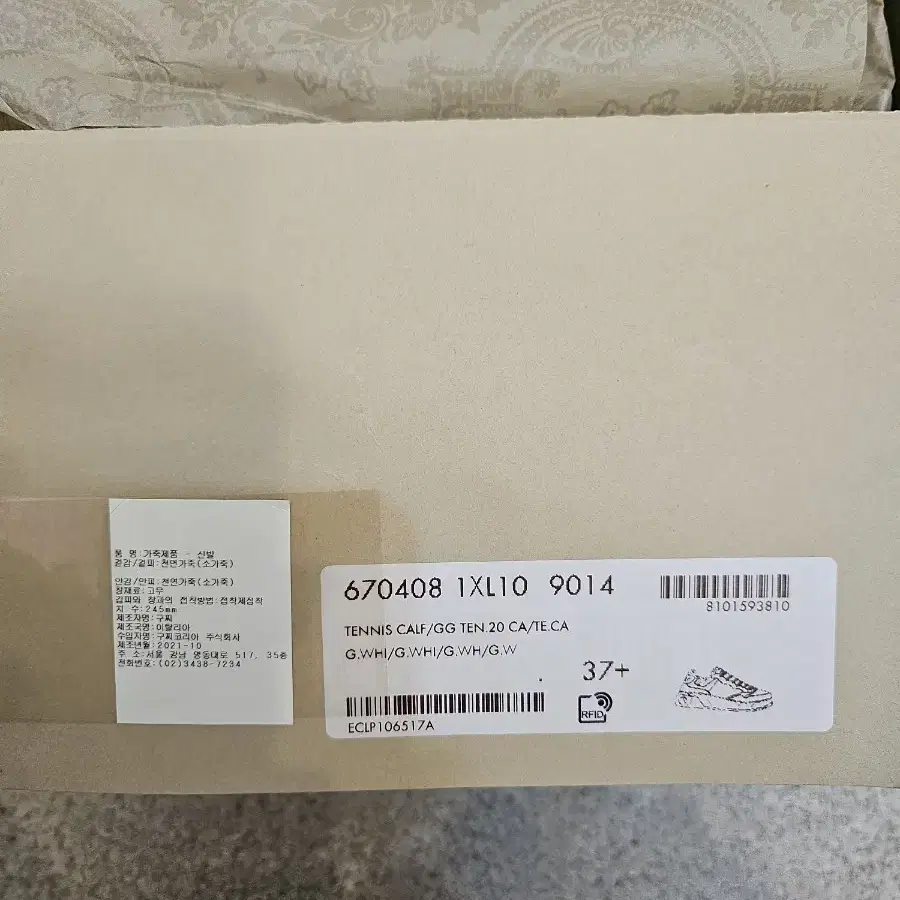 품 명:가죽제품 - 신발
겉감/겉피:천연가죽(소가죽)
안감/안피:천연가죽(소가죽)
창재료:고무
갑피와 창과의 접착방법:접착제접착
치 수:245mm
제조자명:구찌
제조국명:이탈리아
수입자명:구찌코리아 주식회사
제조년월:2021-10
주 소:서울 강남 영동대로 517, 35층
전화번호:(02)3438-7234
670408 1XL10 9014
8101593810
TENNIS CALF/GG TEN.20 CA/TE.CA
G.WHI/G.WHI/G.WH/G.W
37+
RFID
ECLP106517A